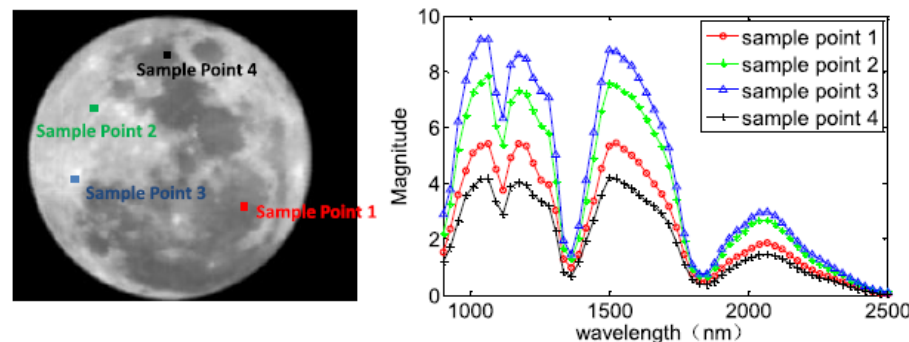 Sample Point 4
Sample Point 2
Sample Point 3
Sample Point 1
10
8
6
4
2
0
Magnitude
1000
1500
2000
2500
wavelength（nm）
sample point 1
sample point 2
sample point 3
sample point 4